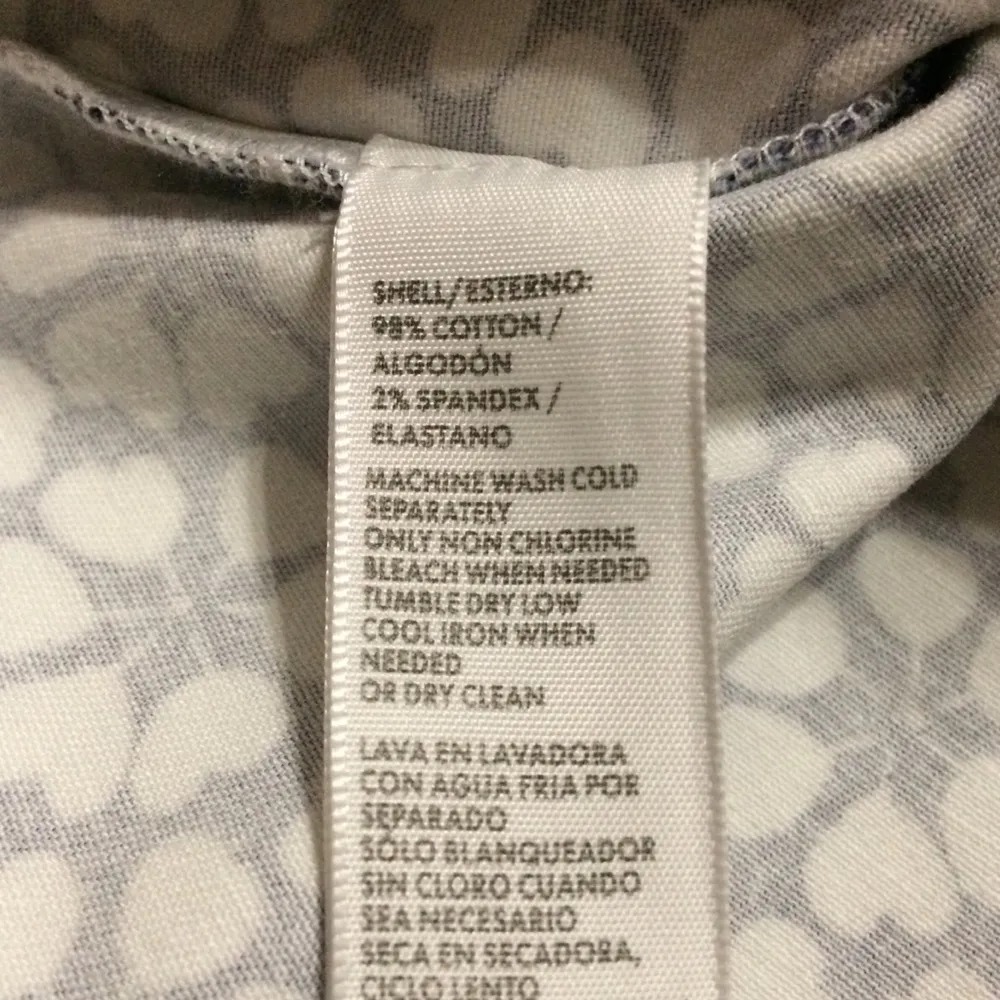 SHELL/ESTERNO:
98% COTTON /
ALGODÓN
2% SPANDEX /
ELASTANO
MACHINE WASH COLD
SEPARATELY
ONLY NON CHLORINE
BLEACH WHEN NEEDED
TUMBLE DRY LOW
COOL IRON WHEN
NEEDED
OR DRY CLEAN
LAVA EN LAVADORA
CON AGUA FRIA POR
SEPARADO
SÓLO BLANQUEADOR
SIN CLORO CUANDO
SEA NECESARIO
SECA EN SECADORA,
CICLO LENTO